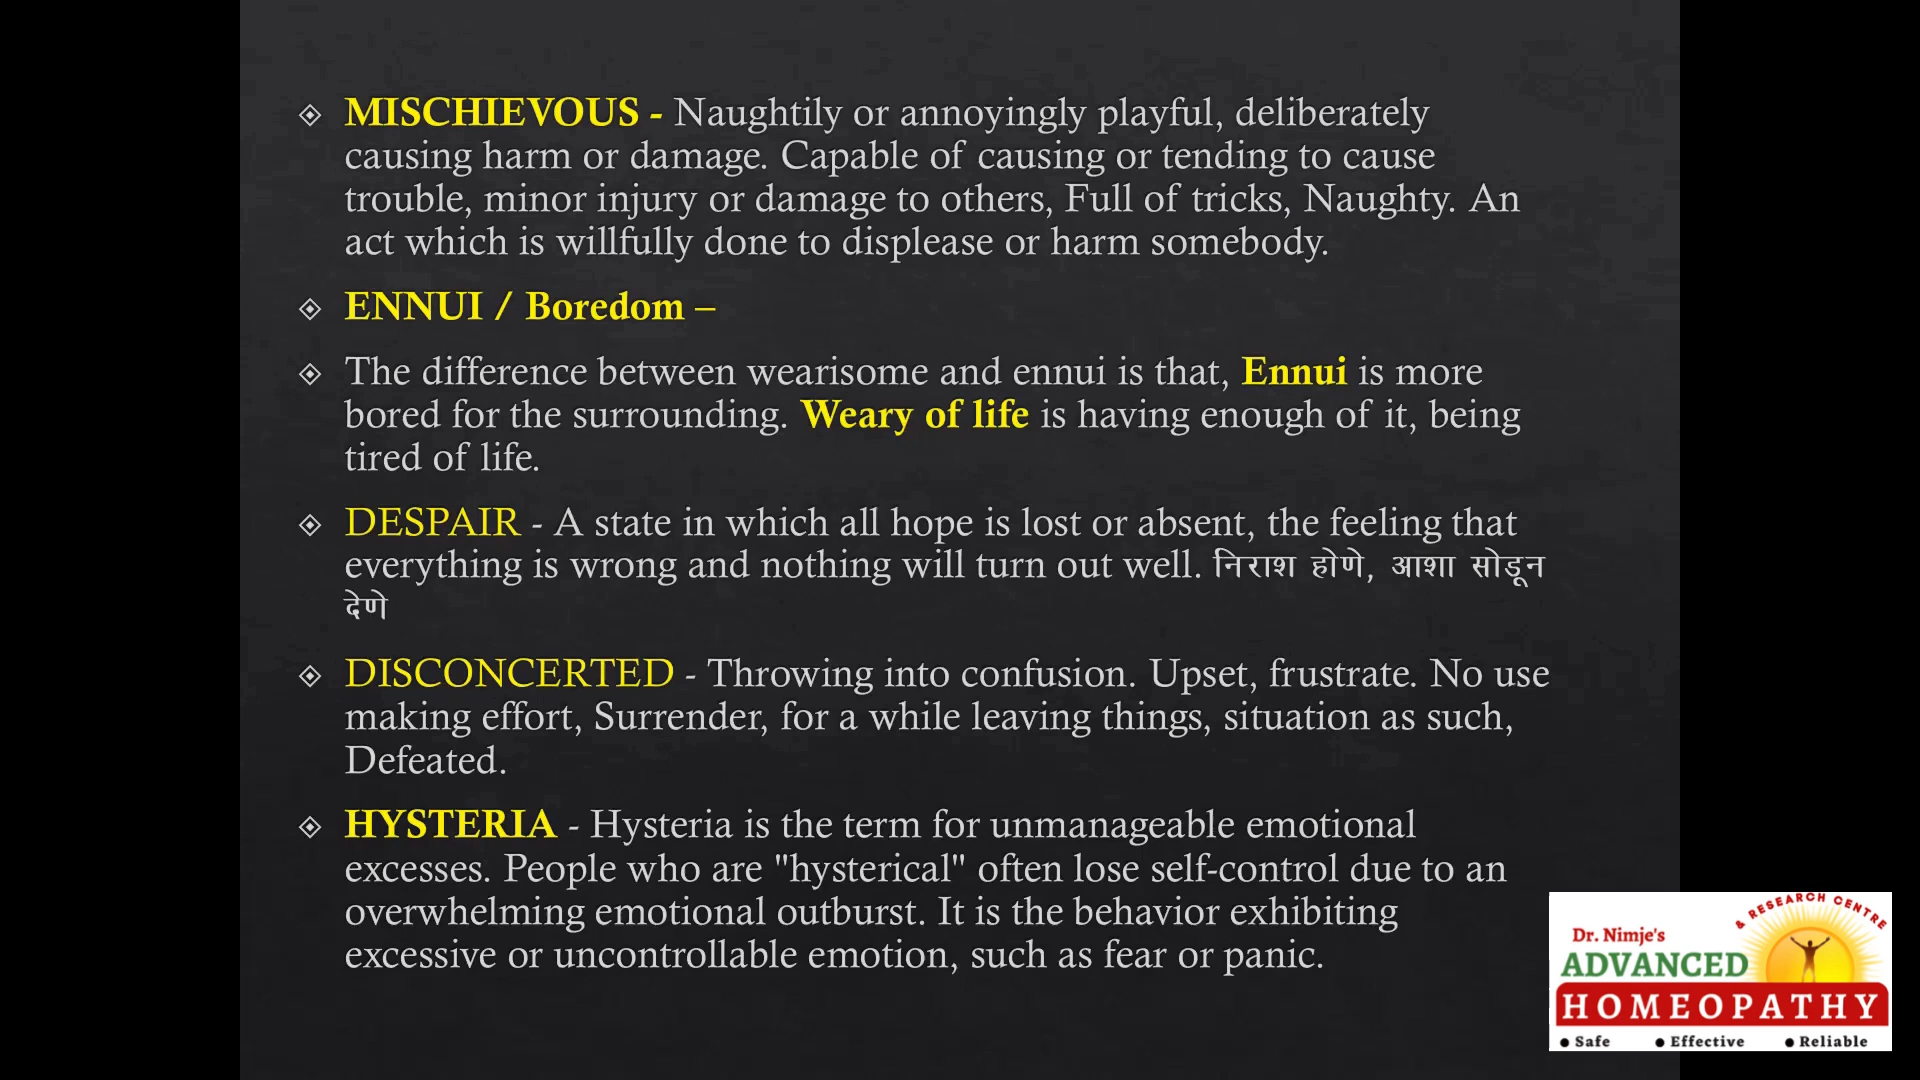 MISCHIEVOUS - Naughtily or annoyingly playful, deliberately
causing harm or damage. Capable of causing or tending to cause
trouble, minor injury or damage to others, Full of tricks, Naughty. An
act which is willfully done to displease or harm somebody.
ENNUI / Boredom –
The difference between wearisome and ennui is that, Ennui is more
bored for the surrounding. Weary of life is having enough of it, being
tired of life.
DESPAIR - A state in which all hope is lost or absent, the feeling that
everything is wrong and nothing will turn out well. निराश होणे, आशा सोडून
देणे
DISCONCERTED - Throwing into confusion. Upset, frustrate. No use
making effort, Surrender, for a while leaving things, situation as such,
Defeated.
HYSTERIA - Hysteria is the term for unmanageable emotional
excesses. People who are "hysterical" often lose self-control due to an
overwhelming emotional outburst. It is the behavior exhibiting
excessive or uncontrollable emotion, such as fear or panic.
& RESEARCH CENTRE
Dr. Nimje's
ADVANCED
HOMEOPATHY
● Safe ● Effective ● Reliable